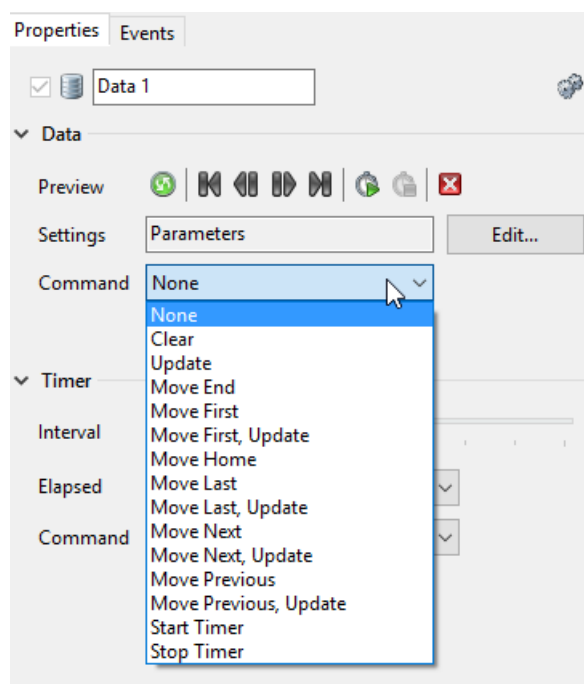 Properties Events
Data 1
Data
Preview
Settings Parameters Edit...
Command None
None
Clear
Update
Move End
Move First
Move First, Update
Move Home
Move Last
Move Last, Update
Move Next
Move Next, Update
Move Previous
Move Previous, Update
Start Timer
Stop Timer
Timer
Interval
Elapsed
Command